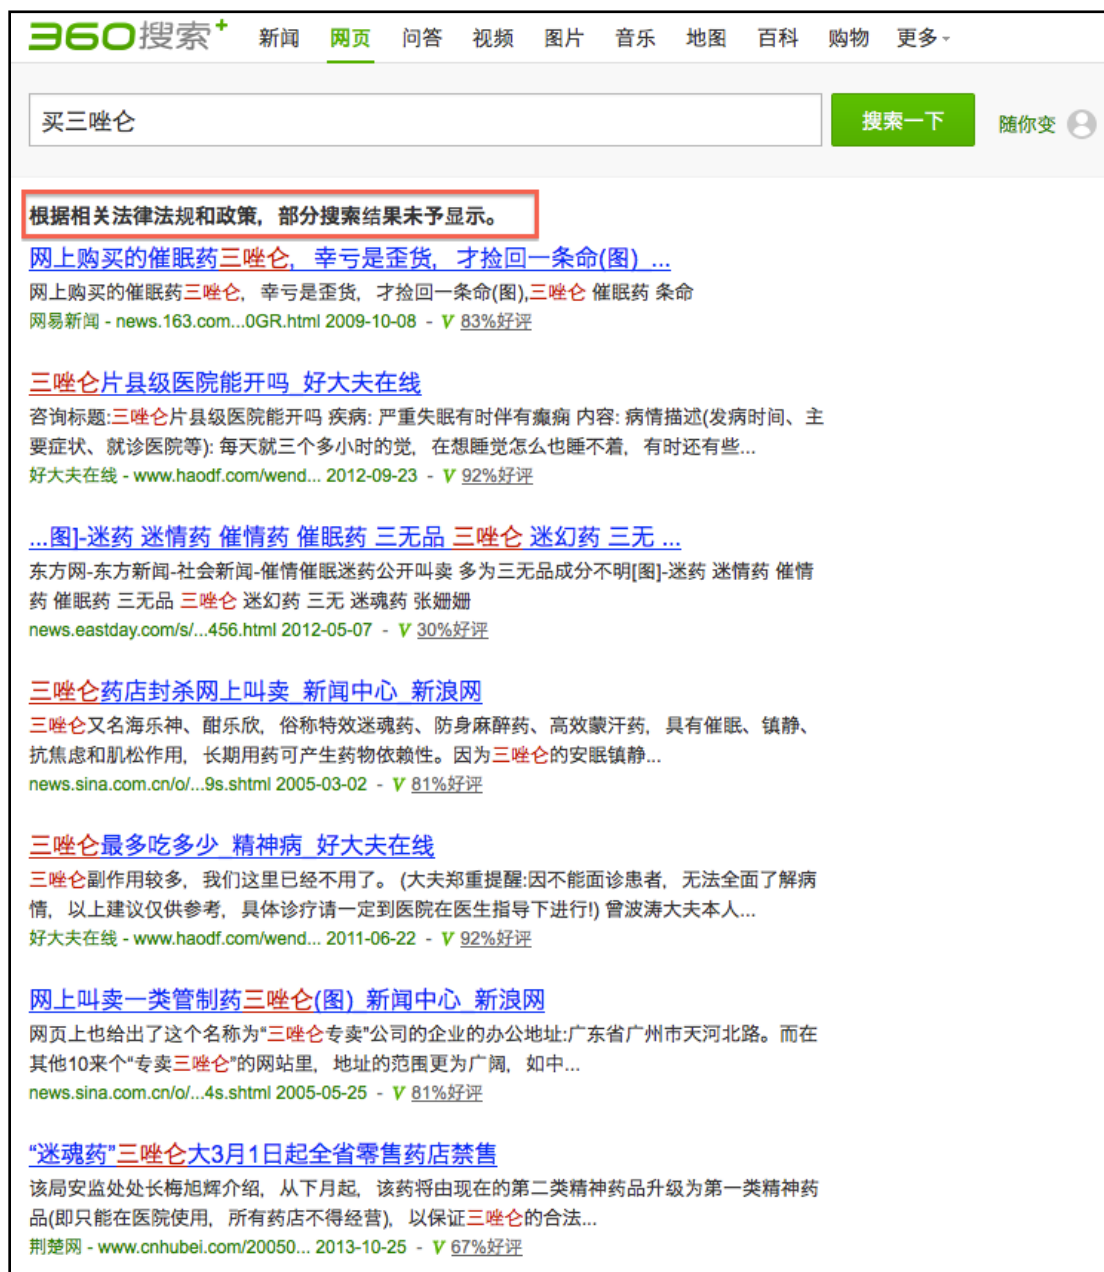 360搜索+ 新闻 网页 问答 视频 图片 音乐 地图 百科 购物 更多
买三唑仑 搜索一下 随你变
根据相关法律法规和政策，部分搜索结果未予显示。
网上购买的催眠药三唑仑，幸亏是歪货，才捡回一条命(图)_...
网上购买的催眠药三唑仑，幸亏是歪货，才捡回一条命(图),三唑仑 催眠药 条命
网易新闻 - news.163.com...0GR.html 2009-10-08 - V 83%好评
三唑仑片县级医院能开吗_好大夫在线
咨询标题:三唑仑片县级医院能开吗 疾病: 严重失眠有时伴有癫痫 内容: 病情描述(发病时间、主
要症状、就诊医院等): 每天就三个多小时的觉，在想睡觉怎么也睡不着，有时还有些...
好大夫在线 - www.haodf.com/wend... 2012-09-23 - V 92%好评
...图]-迷药 迷情药 催情药 催眠药 三无品 三唑仑 迷幻药 三无 ...
东方网-东方新闻-社会新闻-催情催眠迷药公开叫卖 多为三无品成分不明[图]-迷药 迷情药 催情
药 催眠药 三无品 三唑仑 迷幻药 三无 迷魂药 张姗姗
news.eastday.com/s/...456.html 2012-05-07 - V 30%好评
三唑仑药店封杀网上叫卖_新闻中心_新浪网
三唑仑又名海乐神、酣乐欣，俗称特效迷魂药、防身麻醉药、高效蒙汗药，具有催眠、镇静、
抗焦虑和肌松作用，长期用药可产生药物依赖性。因为三唑仑的安眠镇静...
news.sina.com.cn/o/...9s.shtml 2005-03-02 - V 81%好评
三唑仑最多吃多少_精神病_好大夫在线
三唑仑副作用较多，我们这里已经不用了。 (大夫郑重提醒:因不能面诊患者，无法全面了解病
情，以上建议仅供参考，具体诊疗请一定到医院在医生指导下进行!) 曾波涛大夫本人...
好大夫在线 - www.haodf.com/wend... 2011-06-22 - V 92%好评
网上叫卖一类管制药三唑仑(图)_新闻中心_新浪网
网页上也给出了这个名称为“三唑仑专卖”公司的企业的办公地址:广东省广州市天河北路。而在
其他10来个“专卖三唑仑”的网站里，地址的范围更为广阔，如中...
news.sina.com.cn/o/...4s.shtml 2005-05-25 - V 81%好评
“迷魂药”三唑仑大3月1日起全省零售药店禁售
该局安监处处长梅旭辉介绍，从下月起，该药将由现在的第二类精神药品升级为第一类精神药
品(即只能在医院使用，所有药店不得经营)，以保证三唑仑的合法...
荆楚网 - www.cnhubei.com/20050... 2013-10-25 - V 67%好评